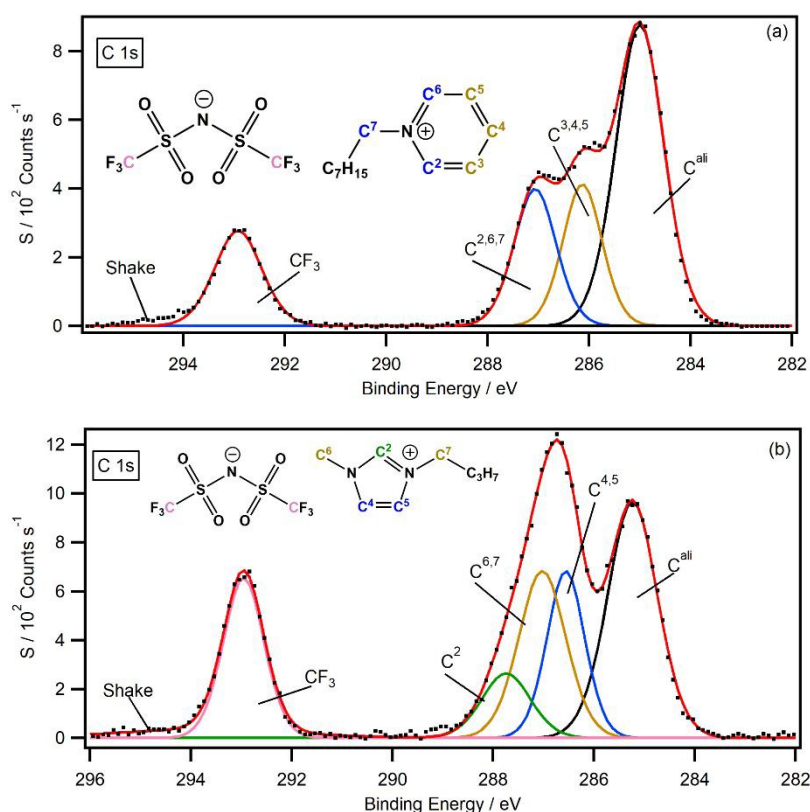 (a)
C 1s
8
6
4
2
0
S / 10² Counts s⁻¹
O O
⊖
N
S S
O O
F₃C CF₃
C⁶ C⁵
C⁷ N ⊕ C⁴
C₇H₁₅ C² C³
C³,⁴,⁵
Cᵃˡⁱ
C²,⁶,⁷
Shake CF₃
294 292 290 288 286 284 282
Binding Energy / eV
(b)
C 1s
12
10
8
6
4
2
0
S / 10² Counts s⁻¹
O ⊖ O
N
S S
F₃C O O CF₃
C⁶ C² ⊕ C⁷
N N C₃H₇
C⁴ C⁵
C⁴,⁵
C⁶,⁷
Cᵃˡⁱ
C²
Shake CF₃
296 294 292 290 288 286 284 282
Binding Energy / eV